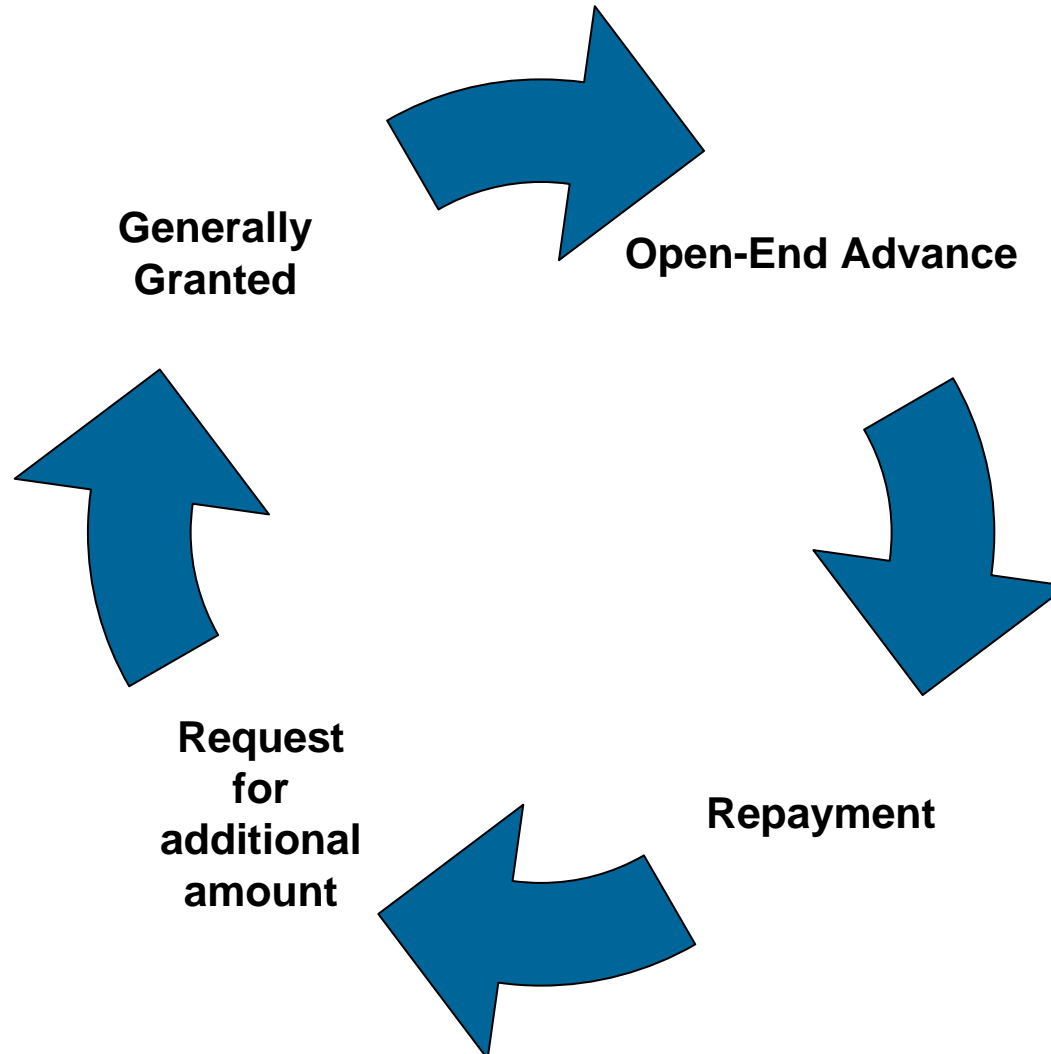 Generally
Granted
Open-End Advance
Request
for
additional
amount
Repayment